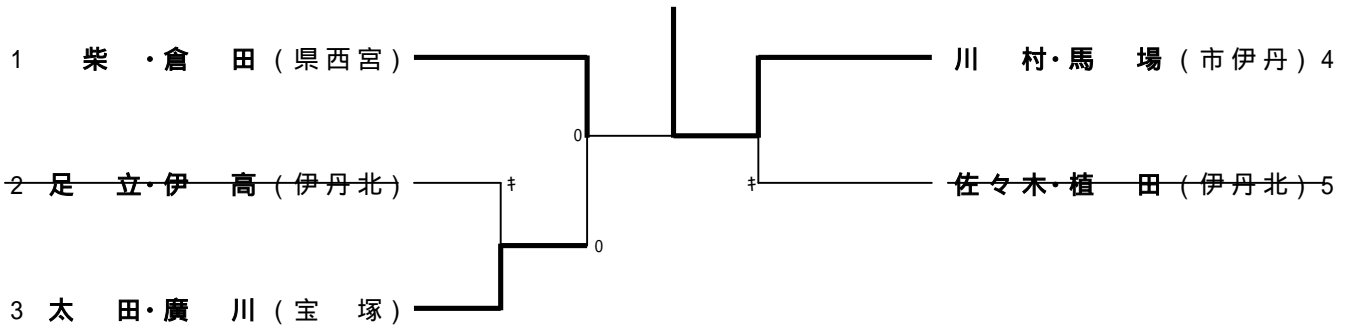 1 柴 ・倉 田 (県西宮)
川 村・馬 場 (市伊丹) 4
0
2 足 立・伊 高 (伊丹北)
ｷ
ｷ
佐々木・植 田 (伊丹北) 5
0
3 太 田・廣 川 (宝 塚)